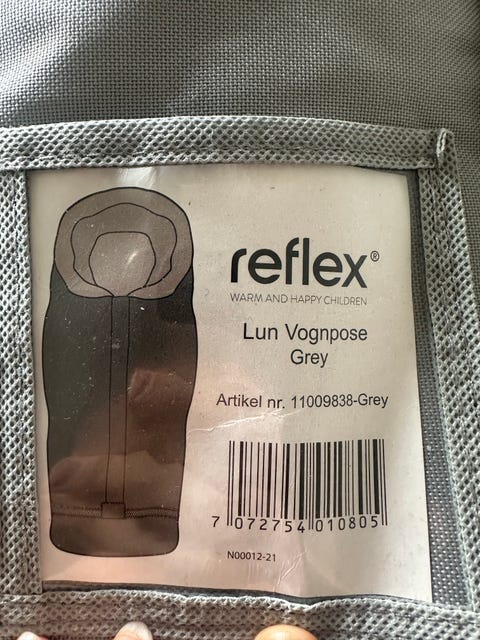 reflex®
WARM AND HAPPY CHILDREN
Lun Vognpose
Grey
Artikel nr. 11009838-Grey
7 072754 010805
N00012-21